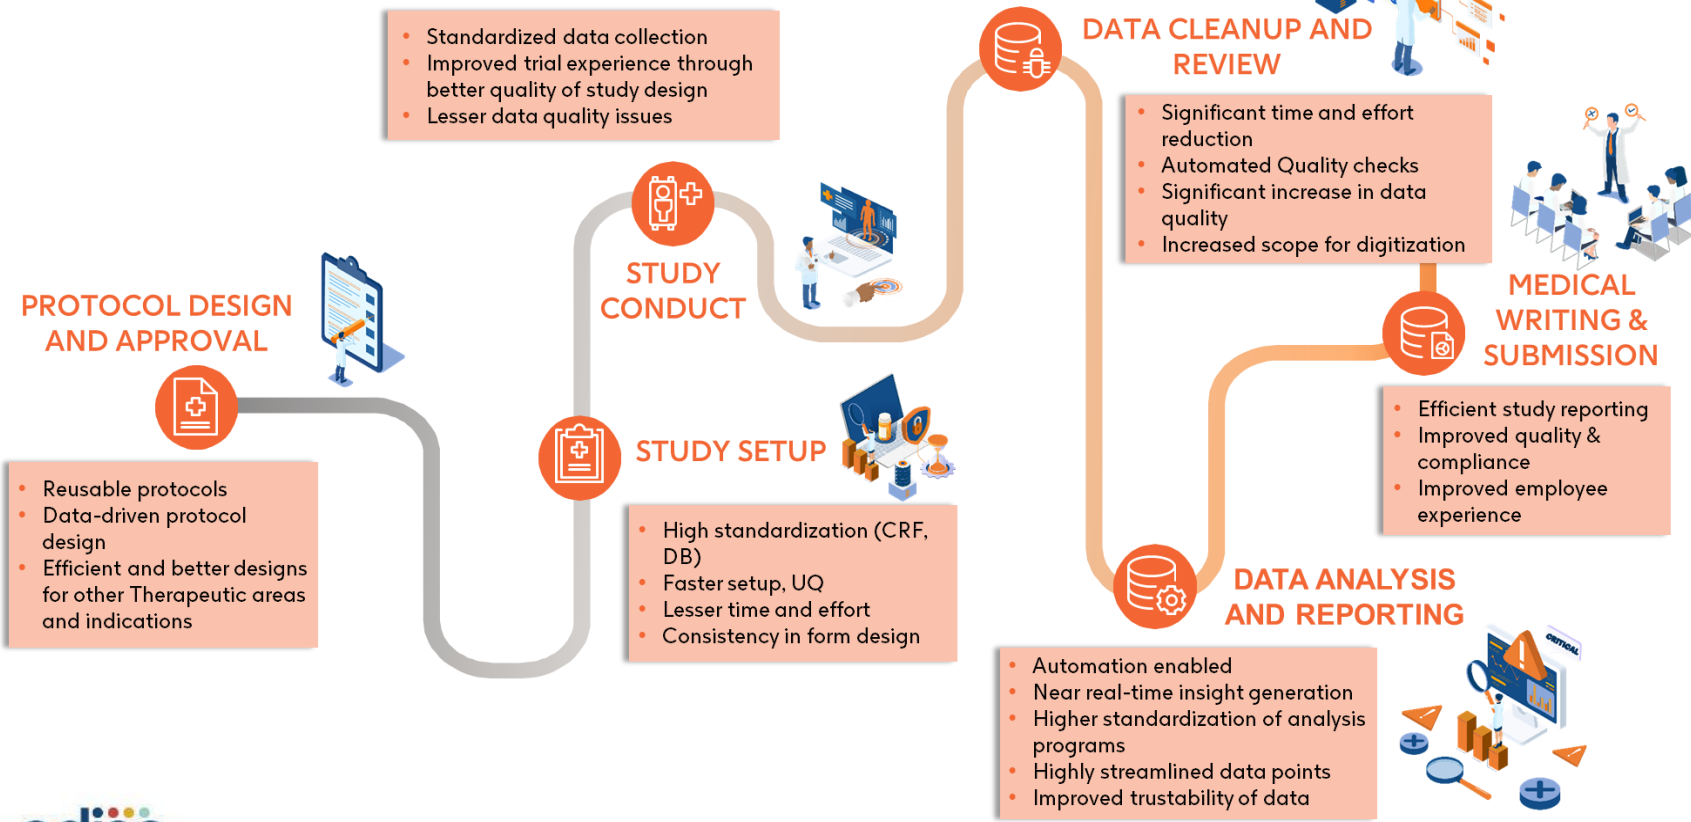 PROTOCOL DESIGN
AND APPROVAL
• Reusable protocols
• Data-driven protocol
design
• Efficient and better designs
for other Therapeutic areas
and indications
STUDY SETUP
• High standardization (CRF,
DB)
• Faster setup, UQ
• Lesser time and effort
• Consistency in form design
• Standardized data collection
• Improved trial experience through
better quality of study design
• Lesser data quality issues
STUDY
CONDUCT
DATA CLEANUP AND
REVIEW
• Significant time and effort
reduction
• Automated Quality checks
• Significant increase in data
quality
• Increased scope for digitization
DATA ANALYSIS
AND REPORTING
• Automation enabled
• Near real-time insight generation
• Higher standardization of analysis
programs
• Highly streamlined data points
• Improved trustability of data
CRITICAL
MEDICAL
WRITING &
SUBMISSION
• Efficient study reporting
• Improved quality &
compliance
• Improved employee
experience